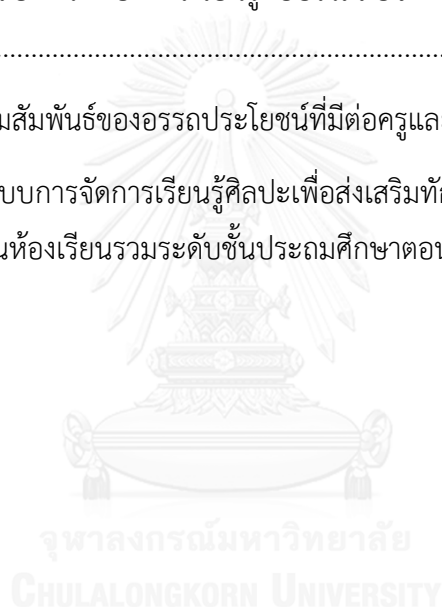 ...............................................................................
มสัมพันธ์ของอรรถประโยชน์ที่มีต่อครูและ
บบการจัดการเรียนรู้ศิลปะเพื่อส่งเสริมทัก
นห้องเรียนรวมระดับชั้นประถมศึกษาตอน
จุฬาลงกรณ์มหาวิทยาลัย
CHULALONGKORN UNIVERSITY